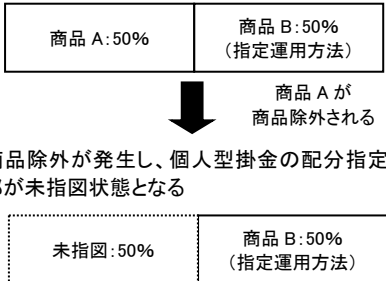 商品 A:50%
商品 B:50%
(指定運用方法)
商品 A が
商品除外される
品除外が発生し、個人型掛金の配分指定
が未指図状態となる
未指図:50%
商品 B:50%
(指定運用方法)